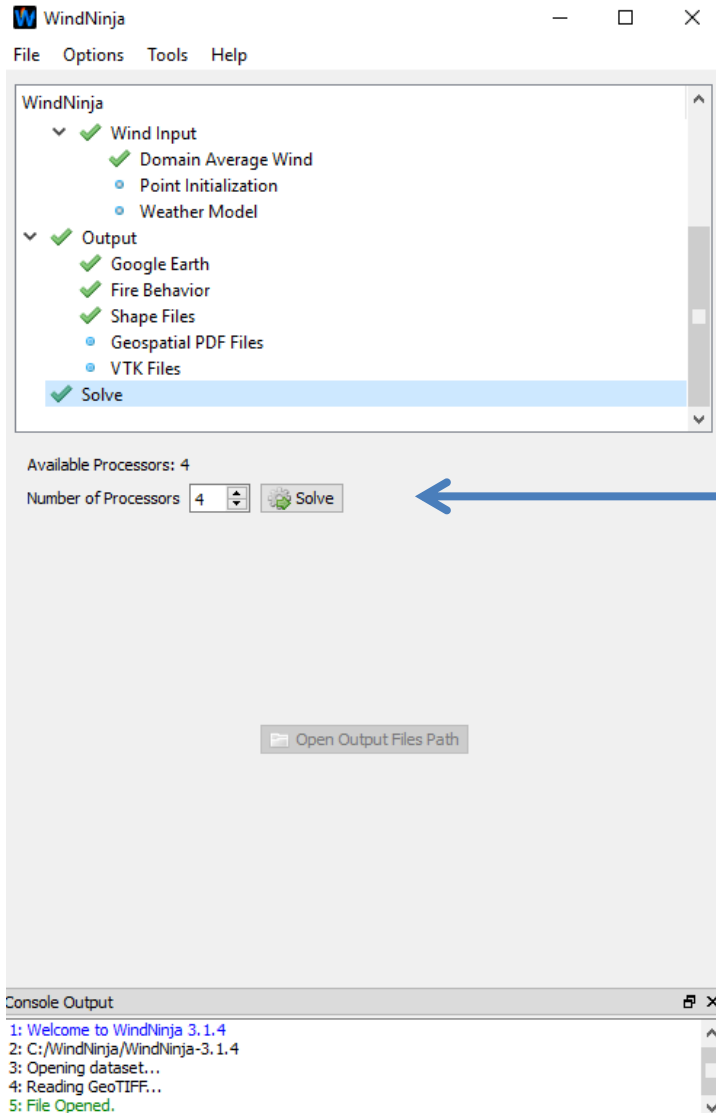 WindNinja
File Options Tools Help
WindNinja
Wind Input
Domain Average Wind
Point Initialization
Weather Model
Output
Google Earth
Fire Behavior
Shape Files
Geospatial PDF Files
VTK Files
Solve
Available Processors: 4
Number of Processors 4 Solve
Open Output Files Path
Console Output
1: Welcome to WindNinja 3.1.4
2: C:/WindNinja/WindNinja-3.1.4
3: Opening dataset...
4: Reading GeoTIFF...
5: File Opened.